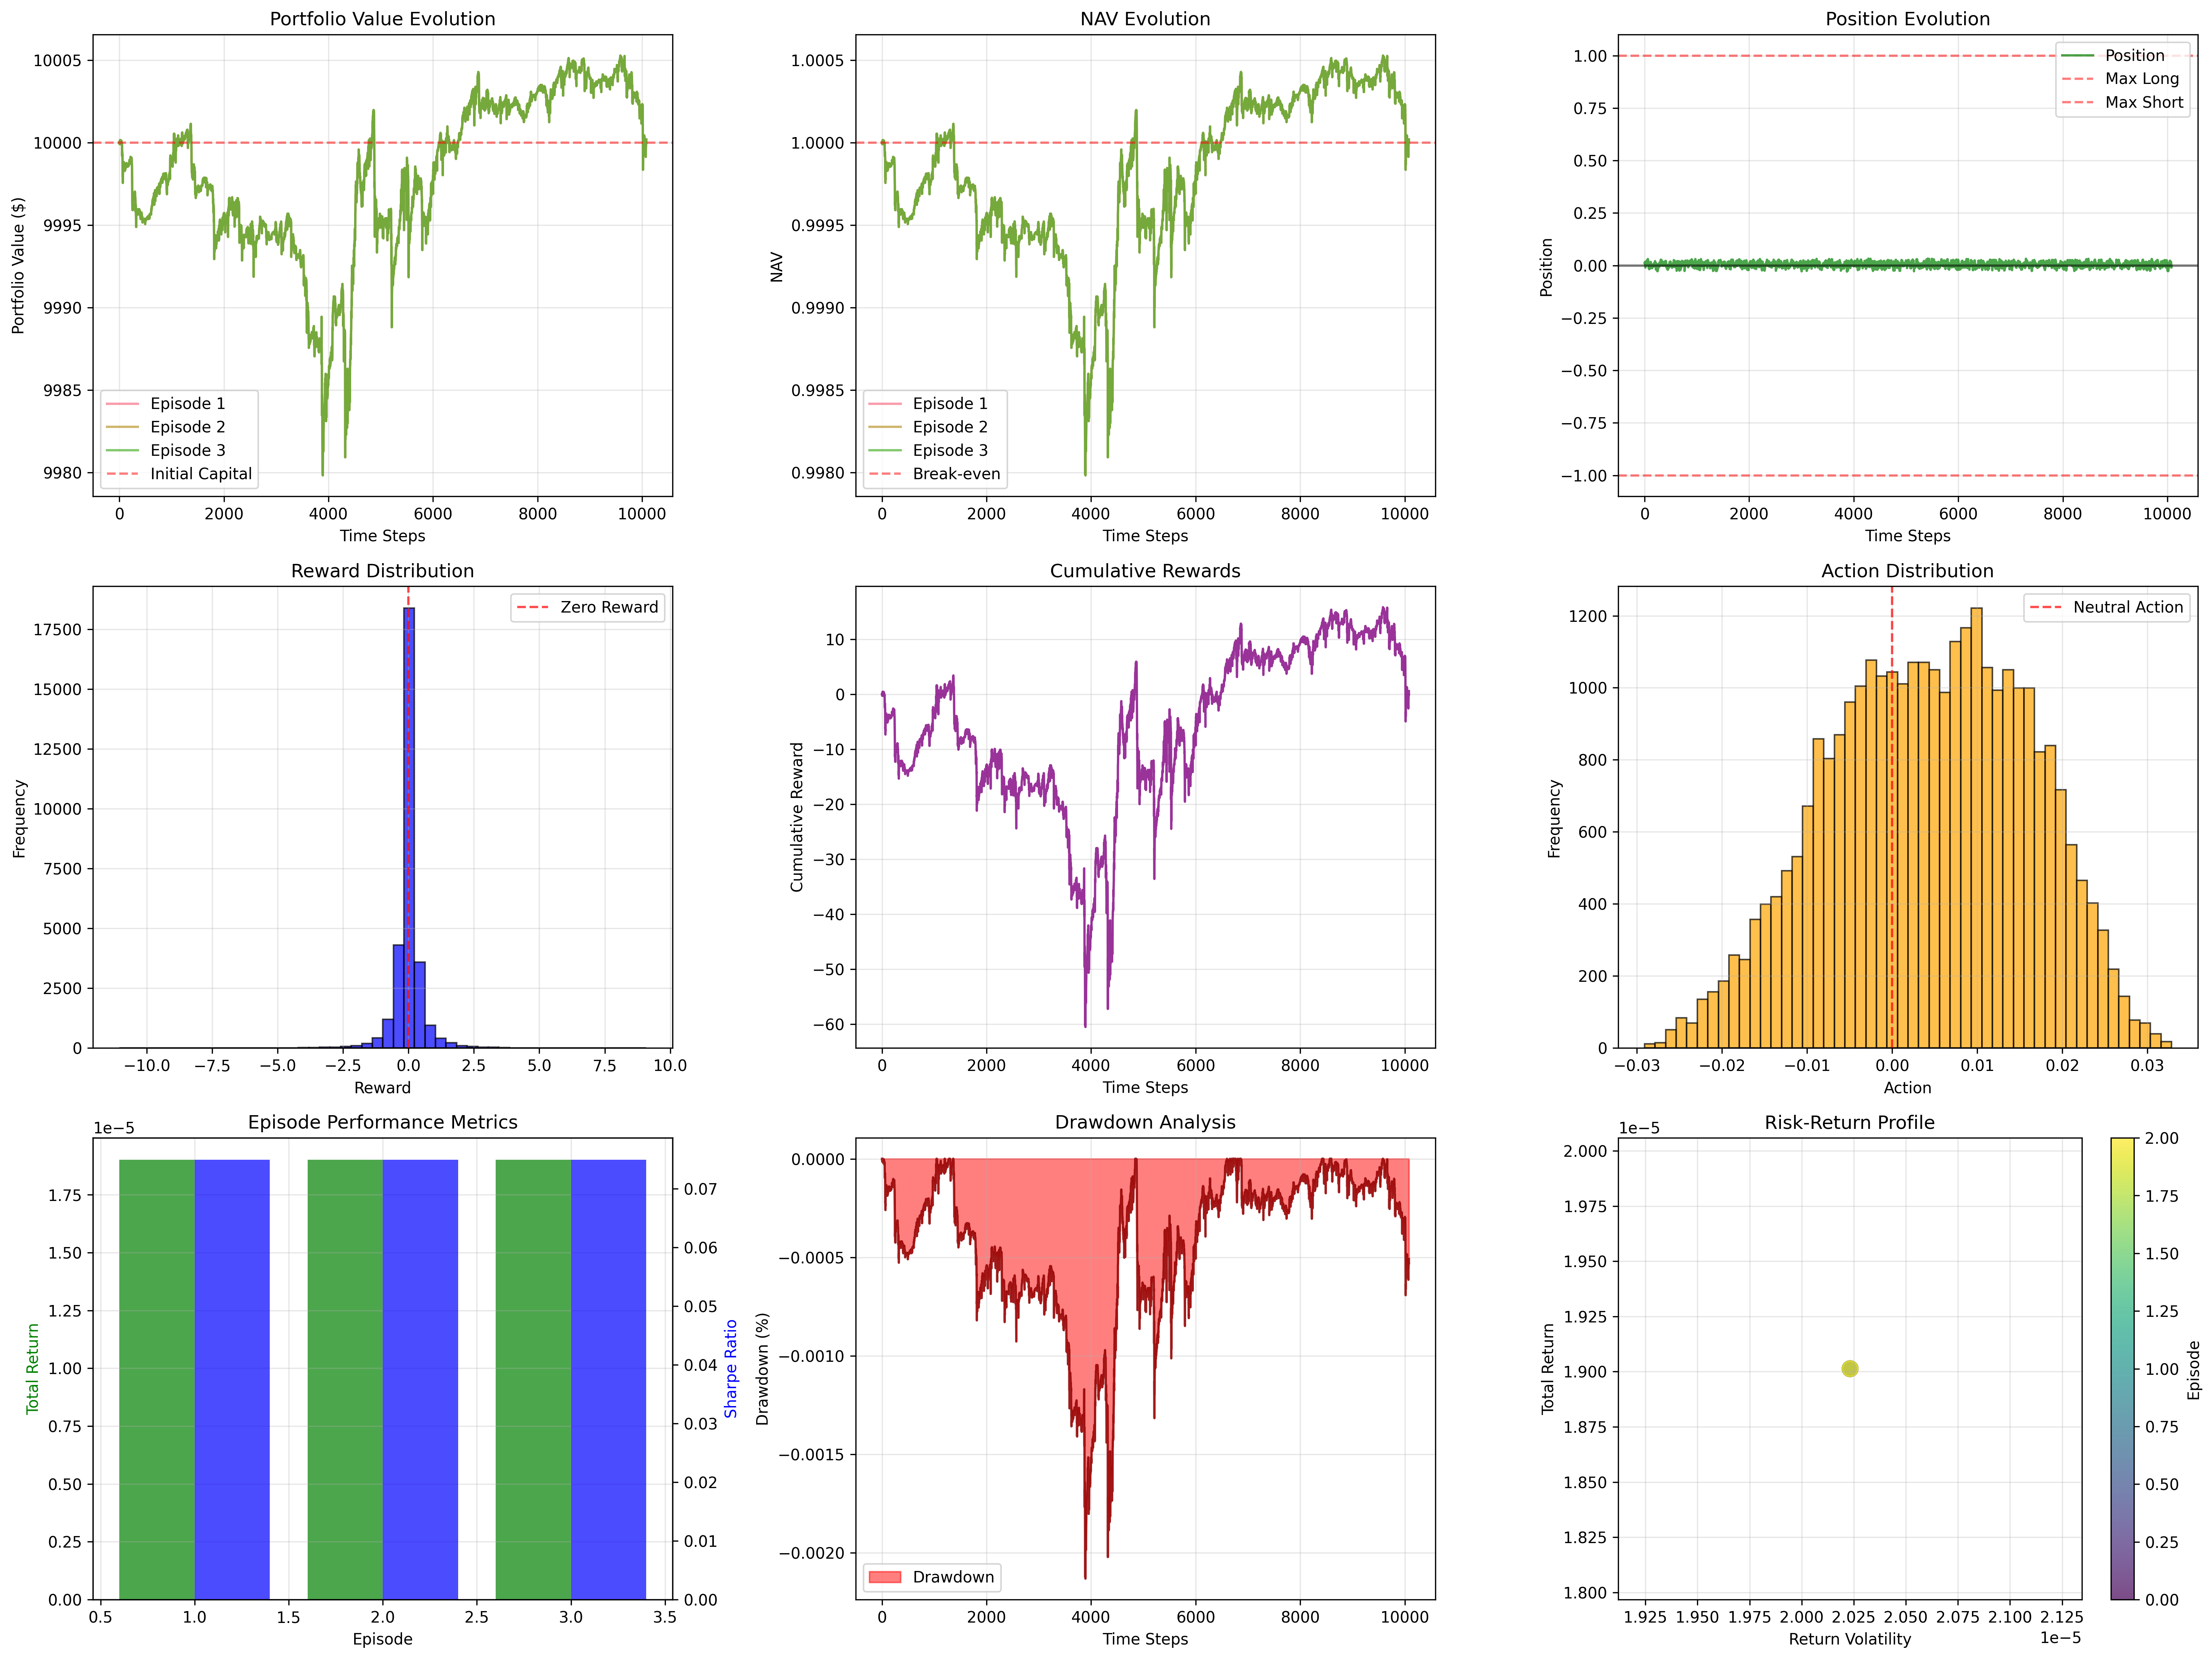 Portfolio Value Evolution
10005
10000
9995
9990
9985
9980
Portfolio Value ($)
Episode 1
Episode 2
Episode 3
Initial Capital
0 2000 4000 6000 8000 10000
Time Steps
NAV Evolution
1.0005
1.0000
0.9995
0.9990
0.9985
0.9980
NAV
Episode 1
Episode 2
Episode 3
Break-even
0 2000 4000 6000 8000 10000
Time Steps
Position Evolution
1.00
0.75
0.50
0.25
0.00
−0.25
−0.50
−0.75
−1.00
Position
Position
Max Long
Max Short
0 2000 4000 6000 8000 10000
Time Steps
Reward Distribution
17500
15000
12500
10000
7500
5000
2500
0
Frequency
Zero Reward
−10.0 −7.5 −5.0 −2.5 0.0 2.5 5.0 7.5 10.0
Reward
Cumulative Rewards
10
0
−10
−20
−30
−40
−50
−60
Cumulative Reward
0 2000 4000 6000 8000 10000
Time Steps
Action Distribution
1200
1000
800
600
400
200
0
Frequency
Neutral Action
−0.03 −0.02 −0.01 0.00 0.01 0.02 0.03
Action
Episode Performance Metrics
1e−5
1.75
1.50
1.25
1.00
0.75
0.50
0.25
0.00
Total Return
0.07
0.06
0.05
0.04
0.03
0.02
0.01
0.00
Sharpe Ratio
0.5 1.0 1.5 2.0 2.5 3.0 3.5
Episode
Drawdown Analysis
0.0000
−0.0005
−0.0010
−0.0015
−0.0020
Drawdown (%)
Drawdown
0 2000 4000 6000 8000 10000
Time Steps
Risk-Return Profile
1e−5
2.000
1.975
1.950
1.925
1.900
1.875
1.850
1.825
1.800
Total Return
1.925 1.950 1.975 2.000 2.025 2.050 2.075 2.100 2.125
1e−5
Return Volatility
2.00
1.75
1.50
1.25
1.00
0.75
0.50
0.25
0.00
Episode